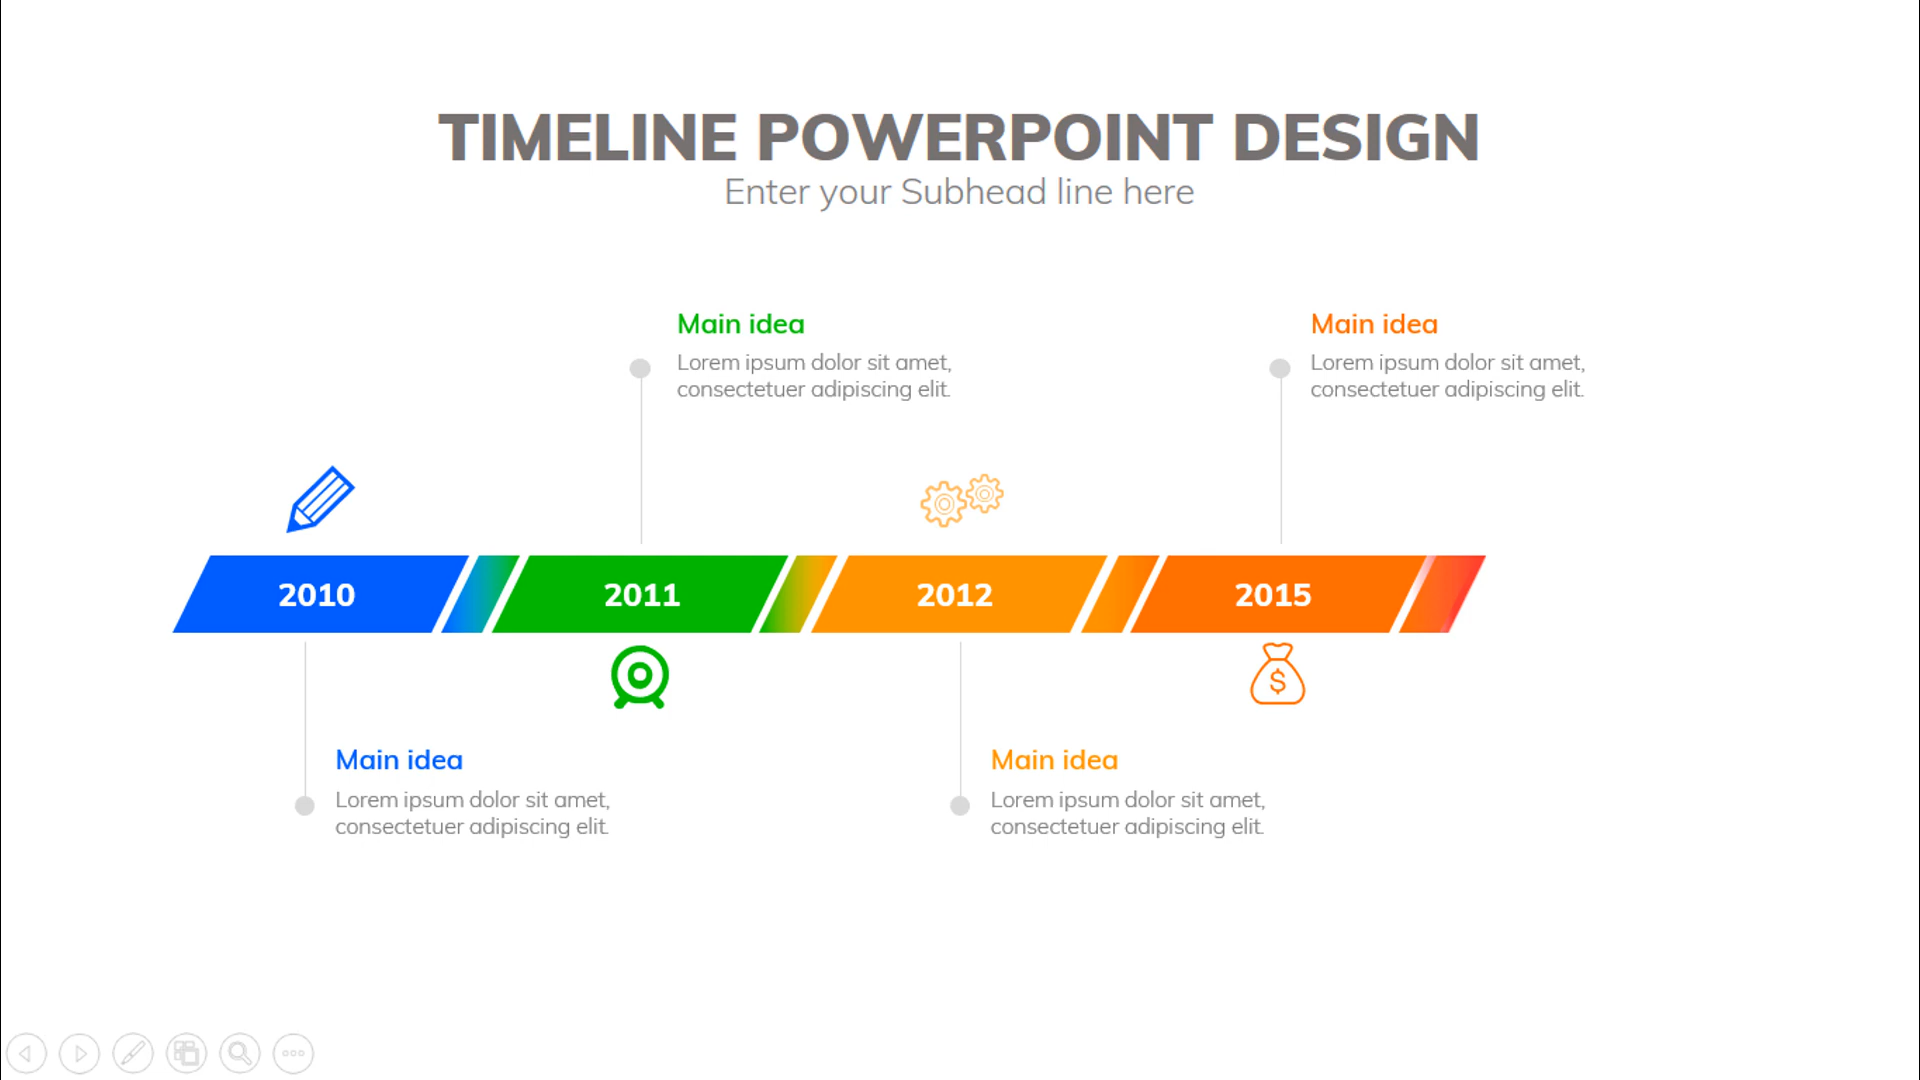 TIMELINE POWERPOINT DESIGN
Enter your Subhead line here
Main idea
Lorem ipsum dolor sit amet,
consectetuer adipiscing elit.
Main idea
Lorem ipsum dolor sit amet,
consectetuer adipiscing elit.
2010
2011
2012
2015
$
Main idea
Lorem ipsum dolor sit amet,
consectetuer adipiscing elit.
Main idea
Lorem ipsum dolor sit amet,
consectetuer adipiscing elit.